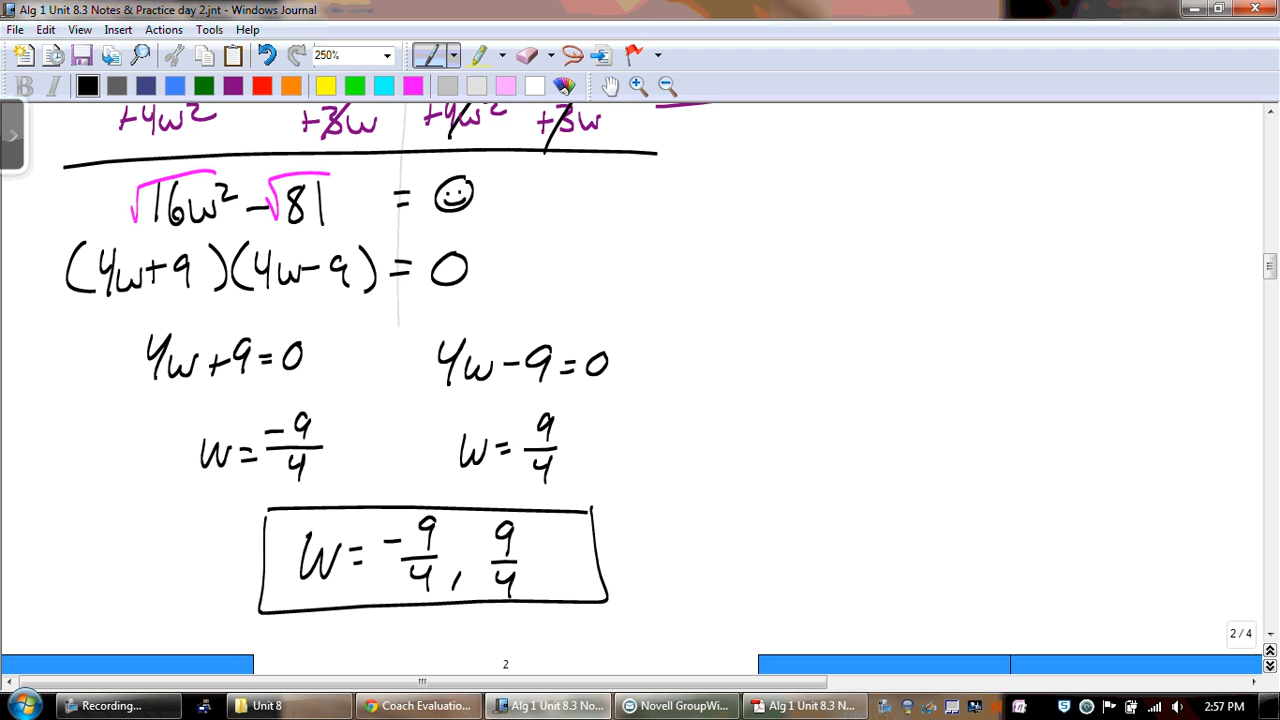 Alg 1 Unit 8.3 Notes & Practice day 2.jnt - Windows Journal
File Edit View Insert Actions Tools Help
250%
B I
+4w² +3w +4w² +3w
√16w² - √81 = ☺
(4w+9)(4w-9) = 0
4w+9=0 4w-9=0
w = -9/4 w = 9/4
w = -9/4, 9/4
2 / 4
2
Recording... Unit 8 Coach Evaluatio... Alg 1 Unit 8.3 No... Novell GroupWi... Alg 1 Unit 8.3 No... 2:57 PM